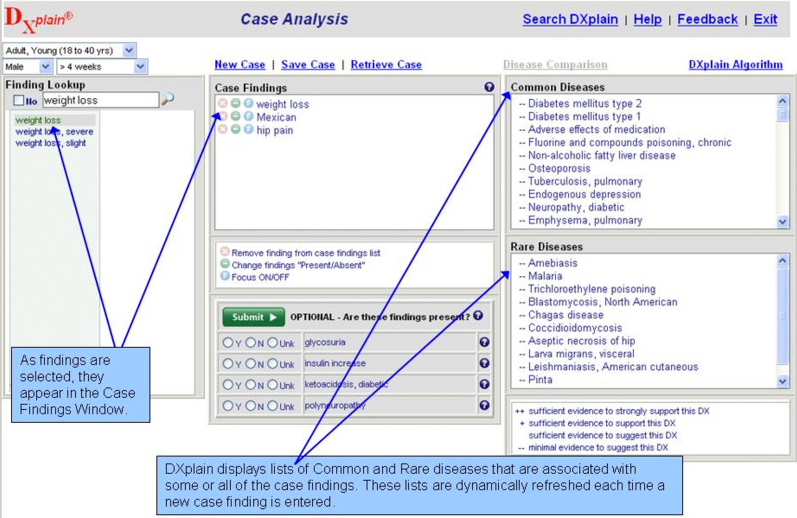 DXplain®
Case Analysis
Search DXplain | Help | Feedback | Exit
Adult, Young (18 to 40 yrs)
Male > 4 weeks
New Case | Save Case | Retrieve Case
Disease Comparison
DXplain Algorithm
Finding Lookup
No weight loss
weight loss
weight loss, severe
weight loss, slight
Case Findings
weight loss
Mexican
hip pain
Remove finding from case findings list
Change findings "Present/Absent"
F Focus ON/OFF
Submit OPTIONAL - Are these findings present?
Y N Unk glycosuria
Y N Unk insulin increase
Y N Unk ketoacidosis, diabetic
Y N Unk polyneuropathy
Common Diseases
-- Diabetes mellitus type 2
-- Diabetes mellitus type 1
-- Adverse effects of medication
-- Fluorine and compounds poisoning, chronic
-- Non-alcoholic fatty liver disease
-- Osteoporosis
-- Tuberculosis, pulmonary
-- Endogenous depression
-- Neuropathy, diabetic
-- Emphysema, pulmonary
Rare Diseases
-- Amebiasis
-- Malaria
-- Trichloroethylene poisoning
-- Blastomycosis, North American
-- Chagas disease
-- Coccidioidomycosis
-- Aseptic necrosis of hip
-- Larva migrans, visceral
-- Leishmaniasis, American cutaneous
-- Pinta
++ sufficient evidence to strongly support this DX
+ sufficient evidence to support this DX
sufficient evidence to suggest this DX
-- minimal evidence to suggest this DX
As findings are
selected, they
appear in the Case
Findings Window.
DXplain displays lists of Common and Rare diseases that are associated with
some or all of the case findings. These lists are dynamically refreshed each time a
new case finding is entered.